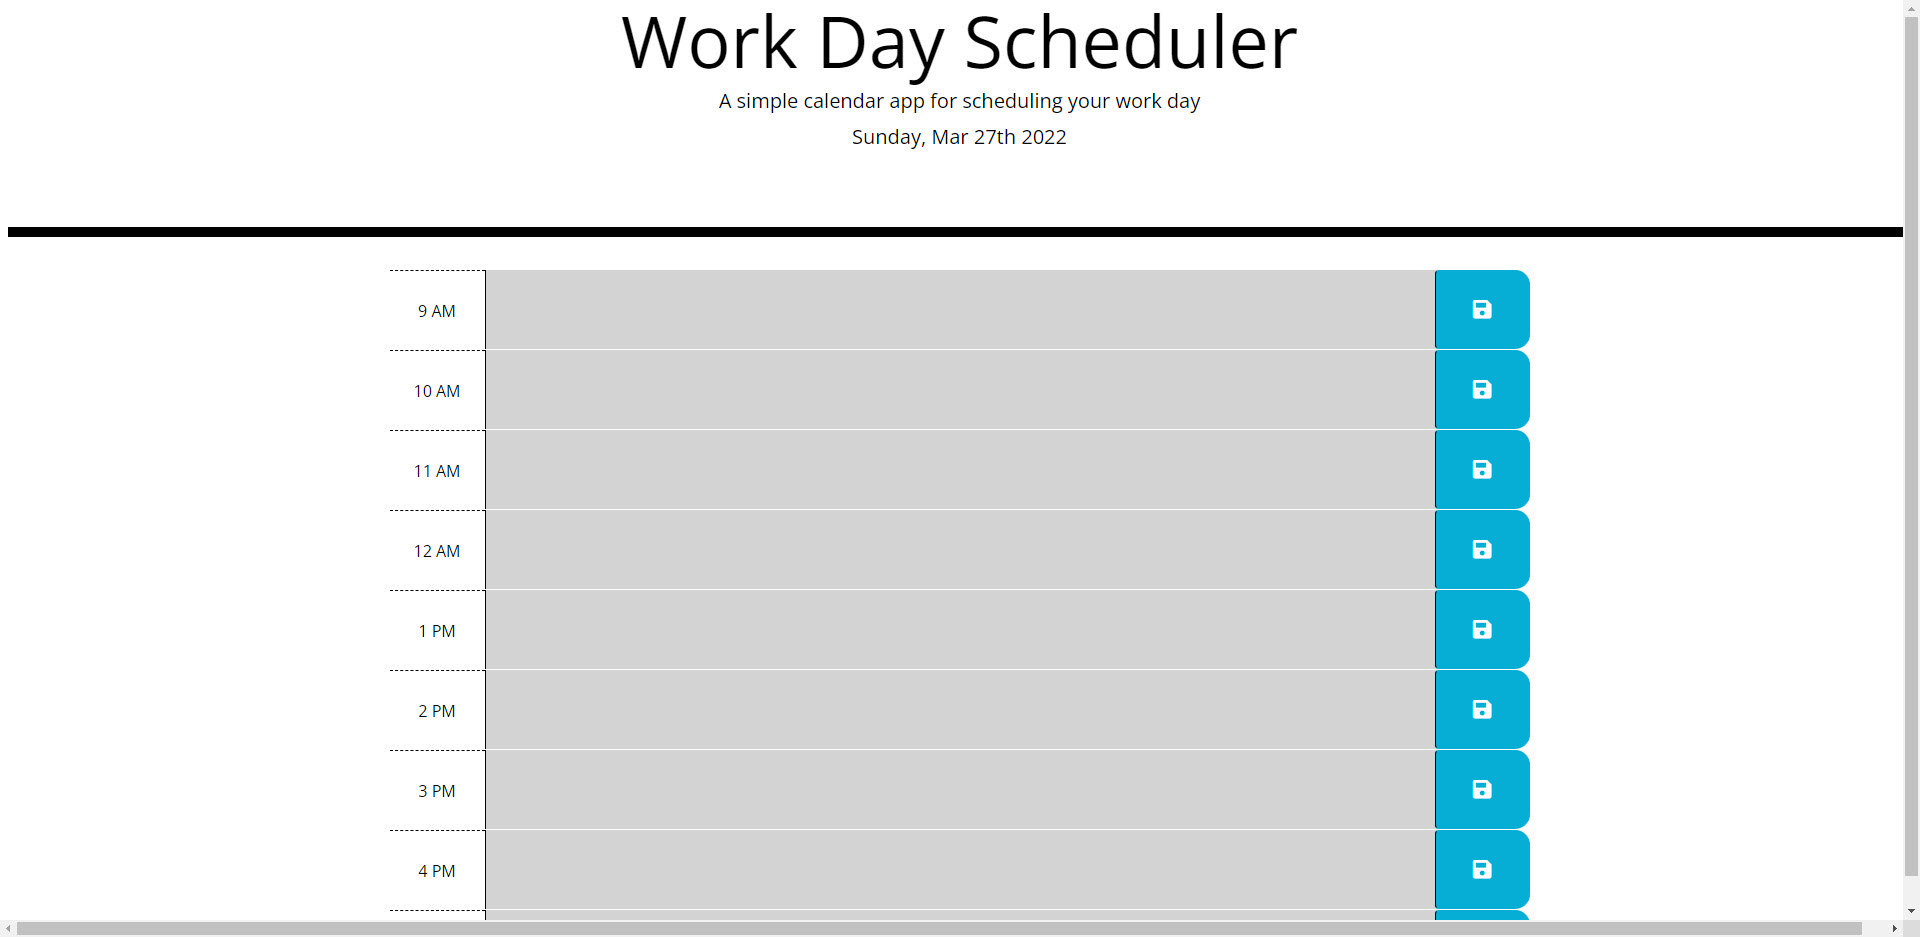 Work Day Scheduler
A simple calendar app for scheduling your work day
Sunday, Mar 27th 2022
9 AM
10 AM
11 AM
12 AM
1 PM
2 PM
3 PM
4 PM